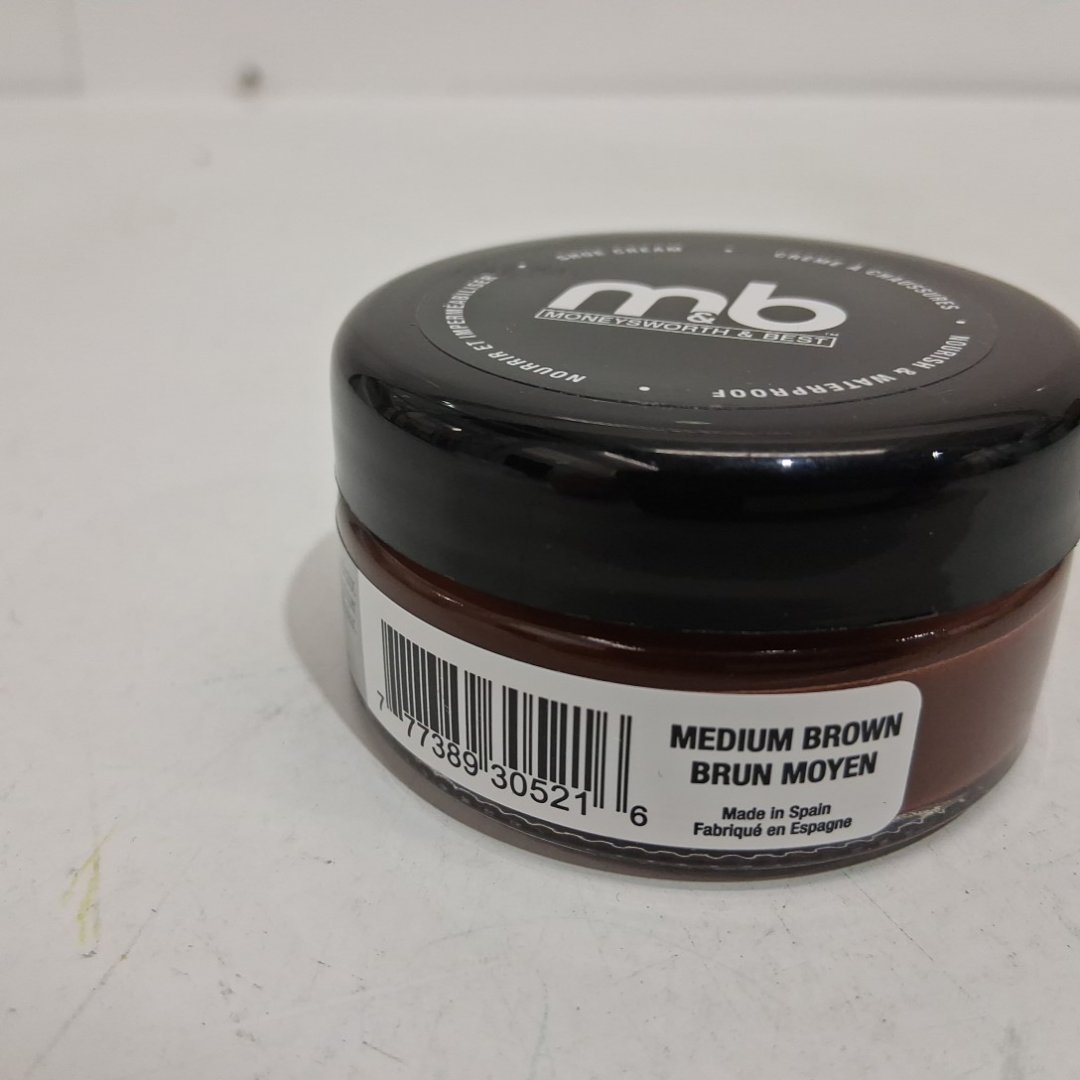 SHOE CREAM • CRÈME À CHAUSSURES • NOURISH & WATERPROOF • NOURRIR ET IMPERMÉABILISER •
m&b
MONEYSWORTH & BEST™
7 77389 30521 6
MEDIUM BROWN
BRUN MOYEN
Made in Spain
Fabriqué en Espagne